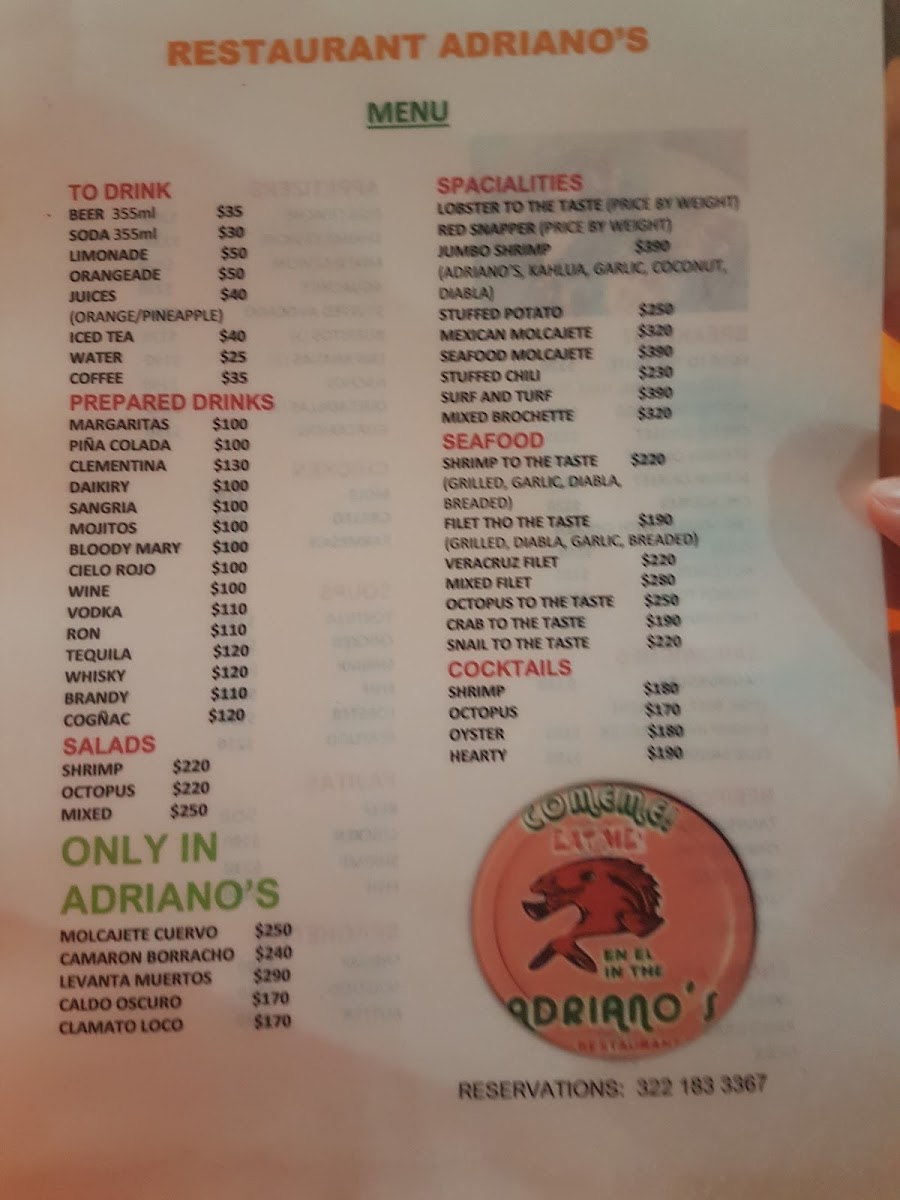 RESTAURANT ADRIANO'S
MENU
TO DRINK
BEER 355ml $35
SODA 355ml $30
LIMONADE $50
ORANGEADE $50
JUICES $40
(ORANGE/PINEAPPLE)
ICED TEA $40
WATER $25
COFFEE $35
PREPARED DRINKS
MARGARITAS $100
PIÑA COLADA $100
CLEMENTINA $130
DAIKIRY $100
SANGRIA $100
MOJITOS $100
BLOODY MARY $100
CIELO ROJO $100
WINE $100
VODKA $110
RON $110
TEQUILA $120
WHISKY $120
BRANDY $110
COGÑAC $120
SALADS
SHRIMP $220
OCTOPUS $220
MIXED $250
ONLY IN
ADRIANO'S
MOLCAJETE CUERVO $250
CAMARON BORRACHO $240
LEVANTA MUERTOS $290
CALDO OSCURO $170
CLAMATO LOCO $170
SPACIALITIES
LOBSTER TO THE TASTE (PRICE BY WEIGHT)
RED SNAPPER (PRICE BY WEIGHT)
JUMBO SHRIMP $390
(ADRIANO'S, KAHLUA, GARLIC, COCONUT,
DIABLA)
STUFFED POTATO $250
MEXICAN MOLCAJETE $320
SEAFOOD MOLCAJETE $390
STUFFED CHILI $230
SURF AND TURF $390
MIXED BROCHETTE $320
SEAFOOD
SHRIMP TO THE TASTE $220
(GRILLED, GARLIC, DIABLA,
BREADED)
FILET THO THE TASTE $190
(GRILLED, DIABLA, GARLIC, BREADED)
VERACRUZ FILET $220
MIXED FILET $280
OCTOPUS TO THE TASTE $250
CRAB TO THE TASTE $190
SNAIL TO THE TASTE $220
COCKTAILS
SHRIMP $180
OCTOPUS $170
OYSTER $180
HEARTY $190
COMEME!
EAT ME
EN EL
IN THE
ADRIANO'S
RESTAURANT
RESERVATIONS: 322 183 3367